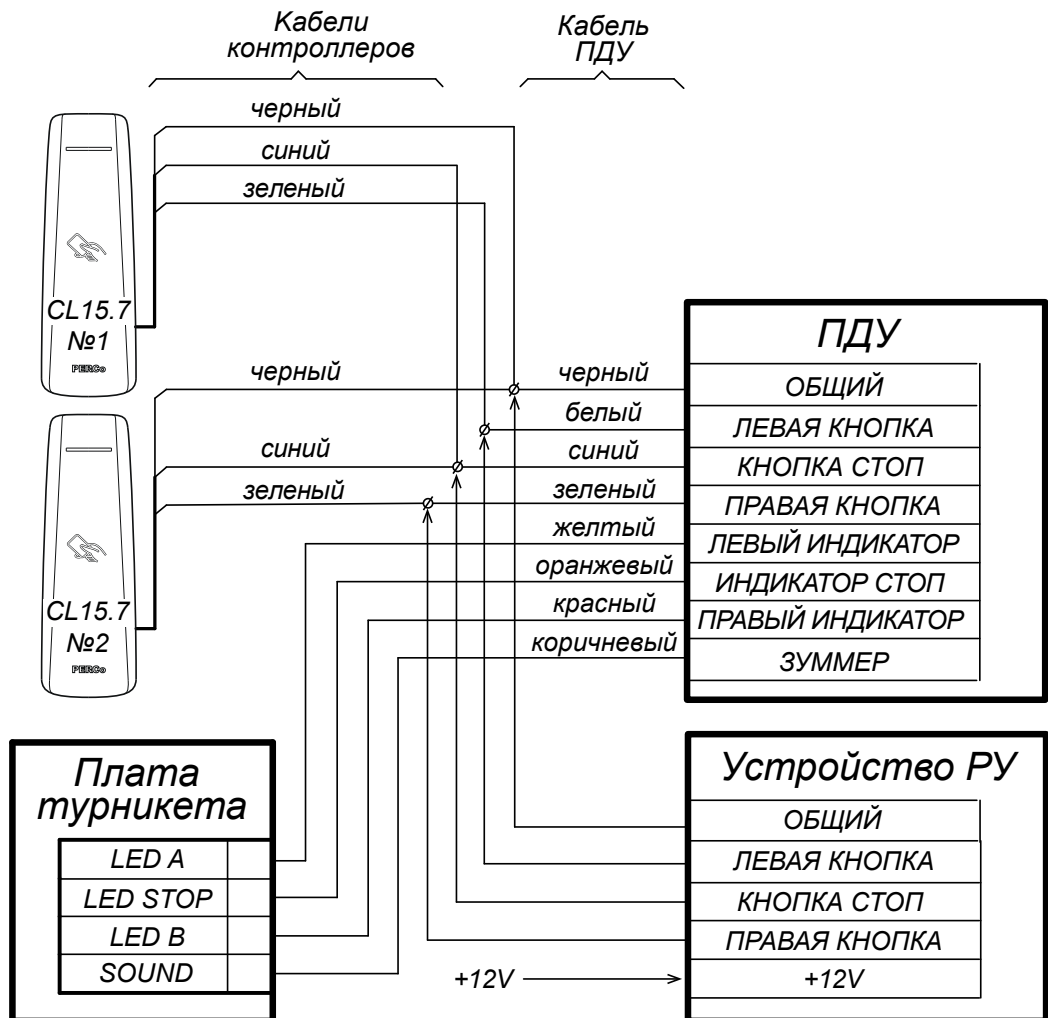 Кабели
контроллеров
Кабель
ПДУ
черный
синий
зеленый
CL15.7
№1
PERCo
черный
синий
зеленый
CL15.7
№2
PERCo
черный
белый
синий
зеленый
желтый
оранжевый
красный
коричневый
ПДУ
ОБЩИЙ
ЛЕВАЯ КНОПКА
КНОПКА СТОП
ПРАВАЯ КНОПКА
ЛЕВЫЙ ИНДИКАТОР
ИНДИКАТОР СТОП
ПРАВЫЙ ИНДИКАТОР
ЗУММЕР
Плата
турникета
LED A
LED STOP
LED B
SOUND
Устройство РУ
ОБЩИЙ
ЛЕВАЯ КНОПКА
КНОПКА СТОП
ПРАВАЯ КНОПКА
+12V
+12V